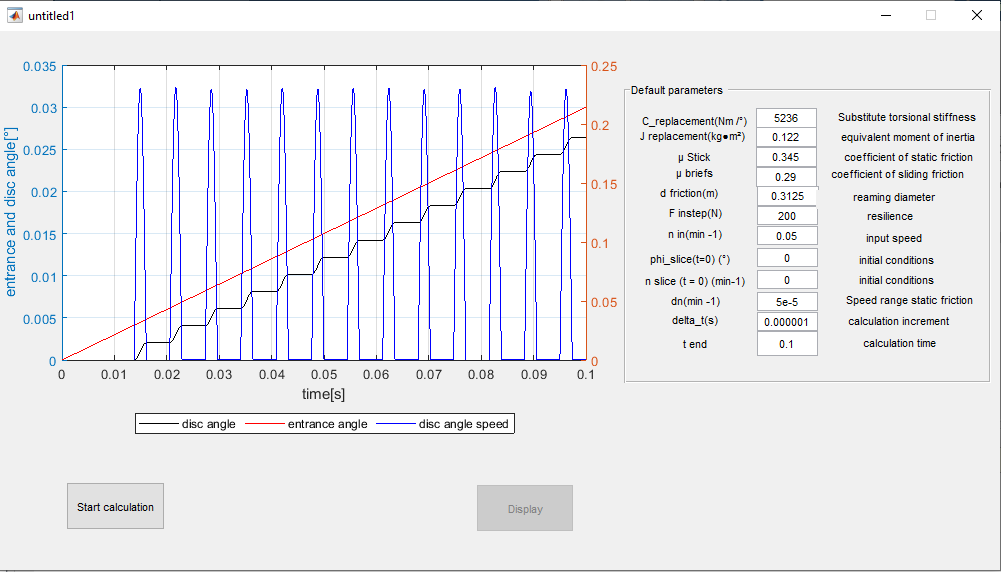 untitled1
0.035
0.03
0.025
0.02
0.015
0.01
0.005
0
entrance and disc angle[°]
0.25
0.2
0.15
0.1
0.05
0
0 0.01 0.02 0.03 0.04 0.05 0.06 0.07 0.08 0.09 0.1
time[s]
disc angle entrance angle disc angle speed
Start calculation
Display
Default parameters
C_replacement(Nm /°) 5236 Substitute torsional stiffness
J replacement(kg●m²) 0.122 equivalent moment of inertia
µ Stick 0.345 coefficient of static friction
µ briefs 0.29 coefficient of sliding friction
d friction(m) 0.3125 reaming diameter
F instep(N) 200 resilience
n in(min -1) 0.05 input speed
phi_slice(t=0) (°) 0 initial conditions
n slice (t = 0) (min-1) 0 initial conditions
dn(min -1) 5e-5 Speed range static friction
delta_t(s) 0.000001 calculation increment
t end 0.1 calculation time